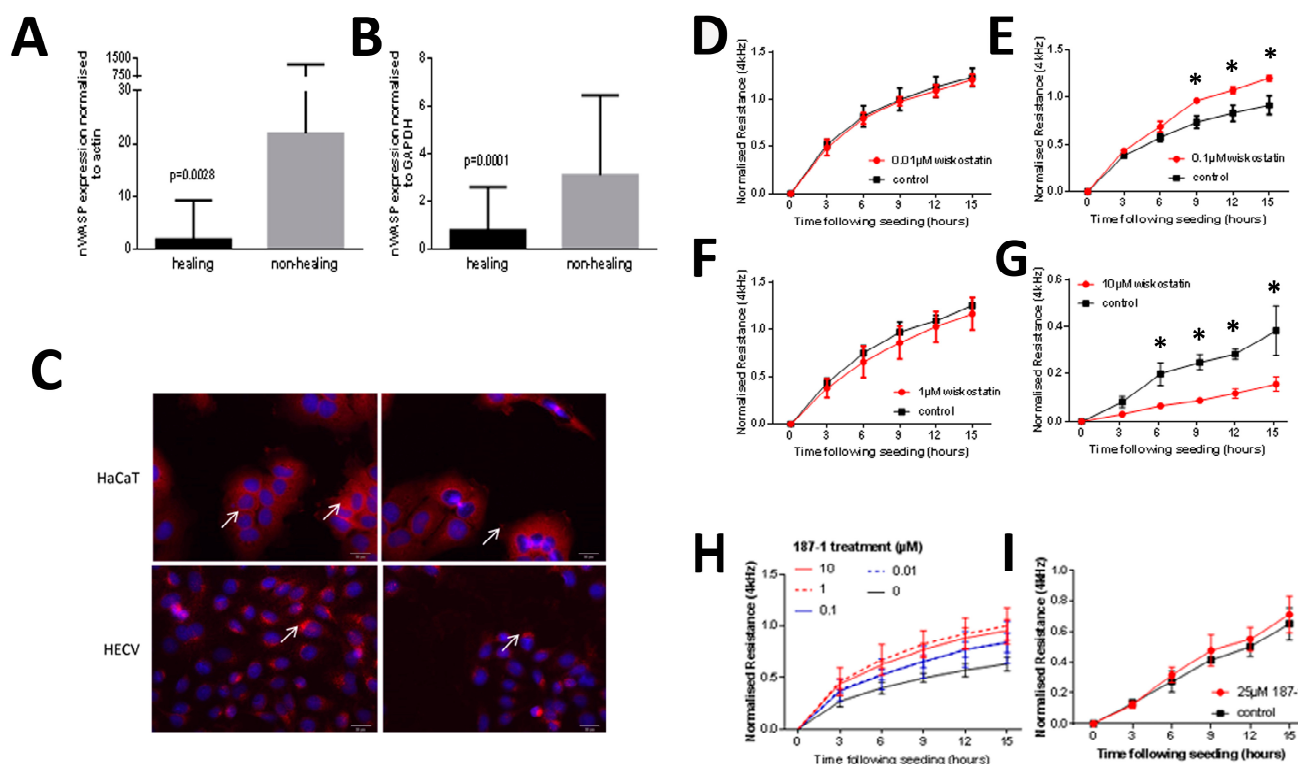 A
nWASP expression normalised
to actin
1500
750
30
20
10
0
p=0.0028
healing
non-healing
B
nWASP expression normalised
to GAPDH
8
6
4
2
0
p=0.0001
healing
non-healing
C
HaCaT
HECV
D
Normalised Resistance (4kHz)
1.5
1.0
0.5
0.0
0.01µM wiskostatin
control
0 3 6 9 12 15
Time following seeding (hours)
E
Normalised Resistance (4kHz)
1.5
1.0
0.5
0.0
* * *
0.1µM wiskostatin
control
0 3 6 9 12 15
Time following seeding (hours)
F
Normalised Resistance (4kHz)
1.5
1.0
0.5
0.0
1µM wiskostatin
control
0 3 6 9 12 15
Time following seeding (hours)
G
Normalised Resistance (4kHz)
0.6
0.4
0.2
0.0
10µM wiskostatin
control
* * * *
0 3 6 9 12 15
Time following seeding (hours)
H
187-1 treatment (µM)
10
1
0.1
0.01
0
Normalised Resistance (4kHz)
1.5
1.0
0.5
0.0
0 3 6 9 12 15
Time following seeding (hours)
I
Normalised Resistance (4kHz)
1.0
0.8
0.6
0.4
0.2
0.0
25µM 187-
control
0 3 6 9 12 15
Time following seeding (hours)